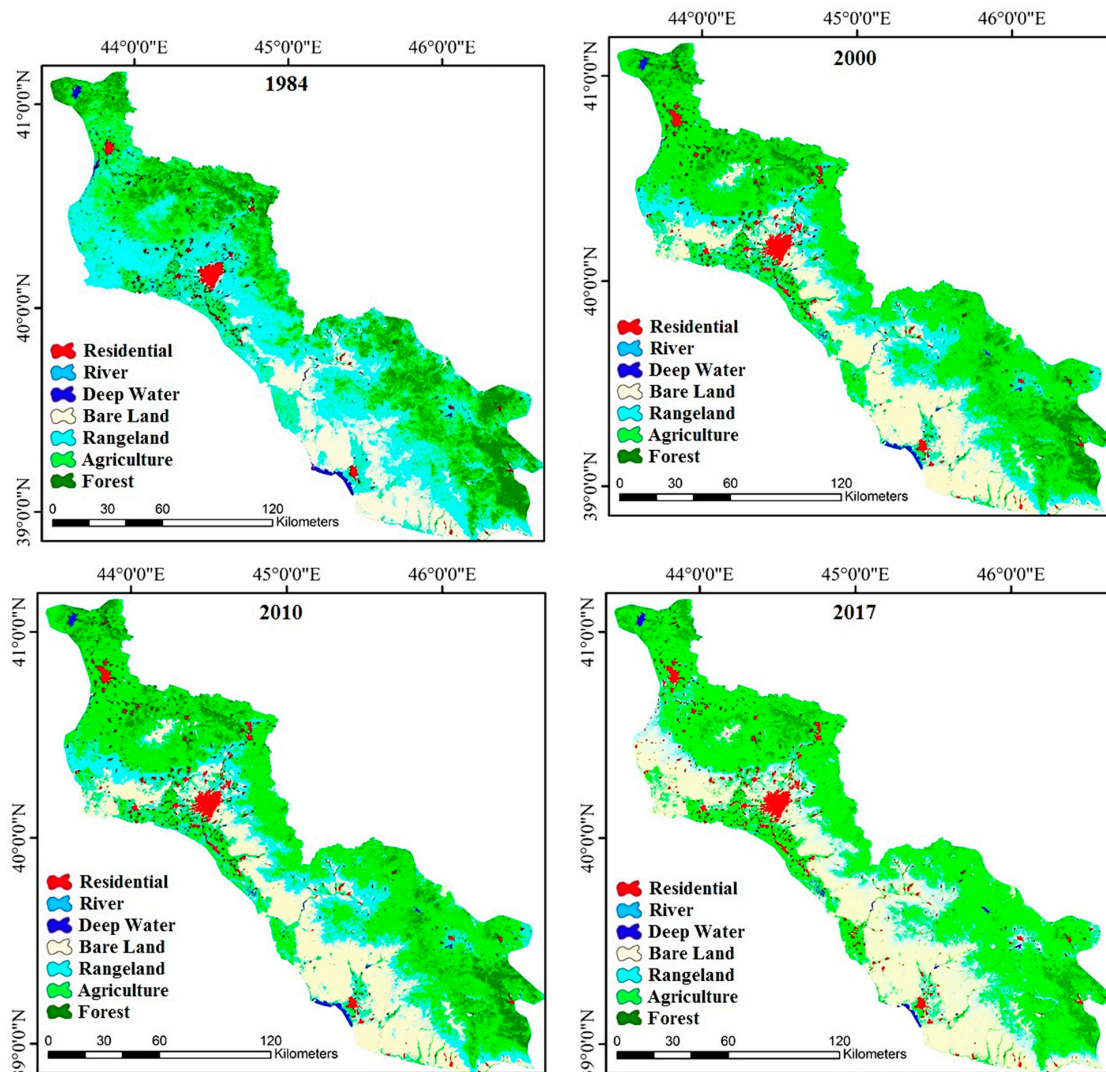 44°0'0"E 45°0'0"E 46°0'0"E
1984
41°0'0"N
40°0'0"N
39°0'0"N
Residential
River
Deep Water
Bare Land
Rangeland
Agriculture
Forest
0 30 60 120 Kilometers
44°0'0"E 45°0'0"E 46°0'0"E
2000
41°0'0"N
40°0'0"N
39°0'0"N
Residential
River
Deep Water
Bare Land
Rangeland
Agriculture
Forest
0 30 60 120 Kilometers
44°0'0"E 45°0'0"E 46°0'0"E
2010
41°0'0"N
40°0'0"N
39°0'0"N
Residential
River
Deep Water
Bare Land
Rangeland
Agriculture
Forest
0 30 60 120 Kilometers
44°0'0"E 45°0'0"E 46°0'0"E
2017
41°0'0"N
40°0'0"N
39°0'0"N
Residential
River
Deep Water
Bare Land
Rangeland
Agriculture
Forest
0 30 60 120 Kilometers